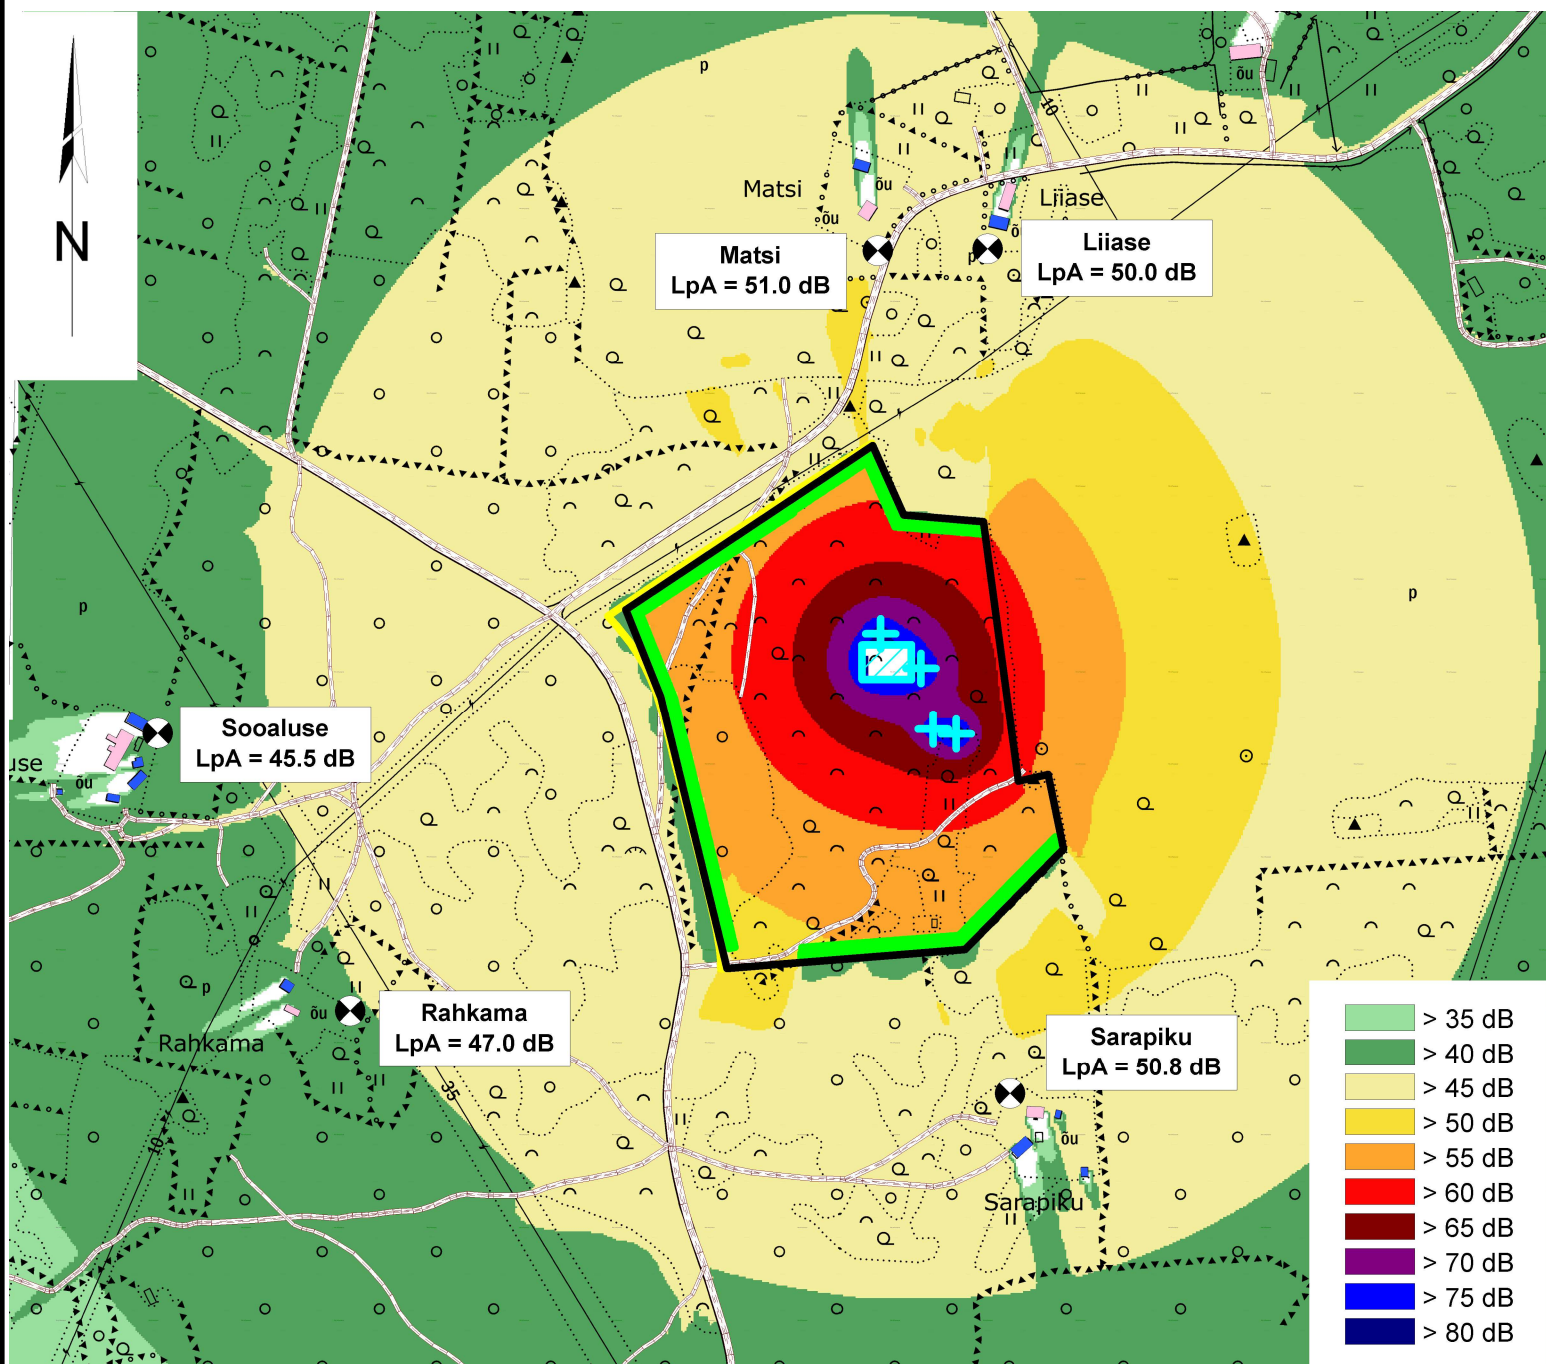 N
p
õu
10
Matsi
õu
õu
Liiase
Matsi
LpA = 51.0 dB
Liiase
LpA = 50.0 dB
p
p
p
Sooaluse
LpA = 45.5 dB
use
õu
Rahkama
LpA = 47.0 dB
p
õu
Rahkama
35
10
Sarapiku
LpA = 50.8 dB
õu
Sarapiku
> 35 dB
> 40 dB
> 45 dB
> 50 dB
> 55 dB
> 60 dB
> 65 dB
> 70 dB
> 75 dB
> 80 dB